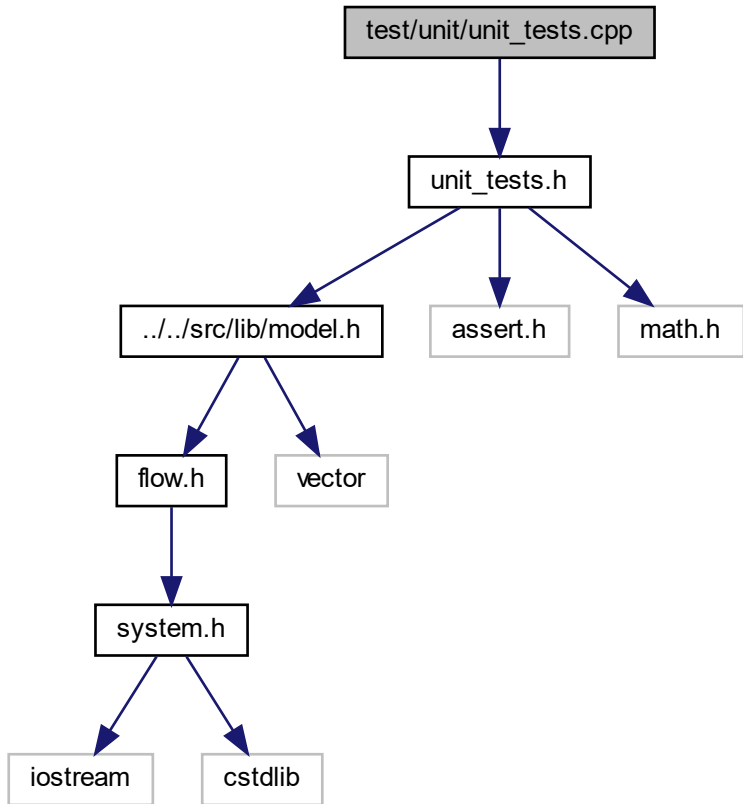 test/unit/unit_tests.cpp
unit_tests.h
../../src/lib/model.h
assert.h
math.h
flow.h
vector
system.h
iostream
cstdlib